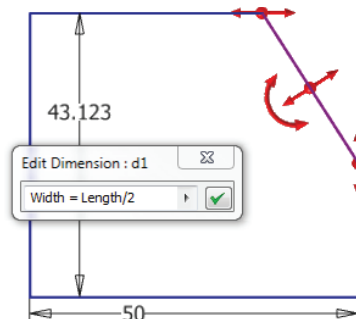 43.123
Edit Dimension : d1
Width = Length/2
50